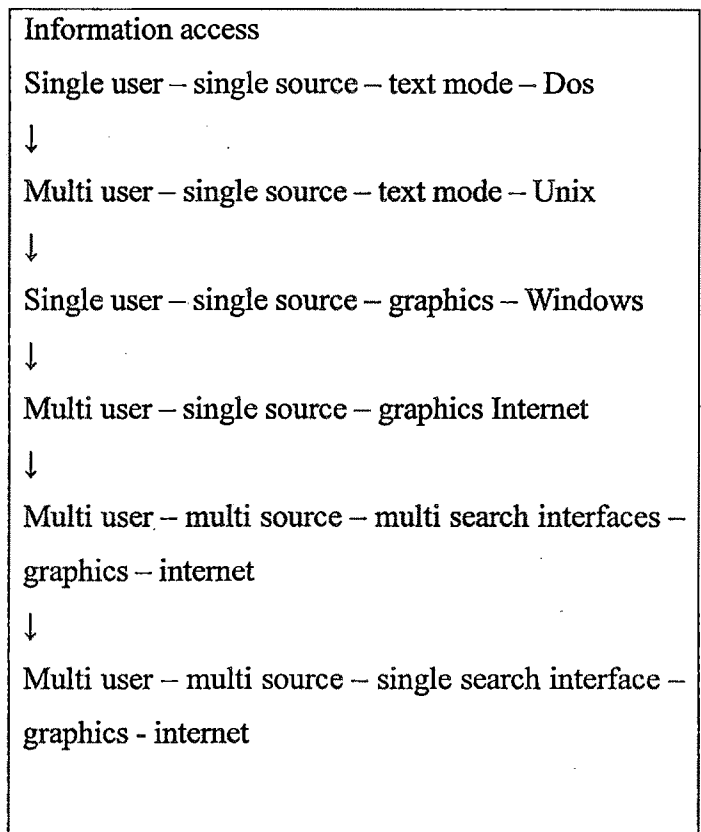 Information access
Single user – single source – text mode – Dos
↓
Multi user – single source – text mode – Unix
↓
Single user – single source – graphics – Windows
↓
Multi user – single source – graphics Internet
↓
Multi user – multi source – multi search interfaces –
graphics – internet
↓
Multi user – multi source – single search interface –
graphics - internet